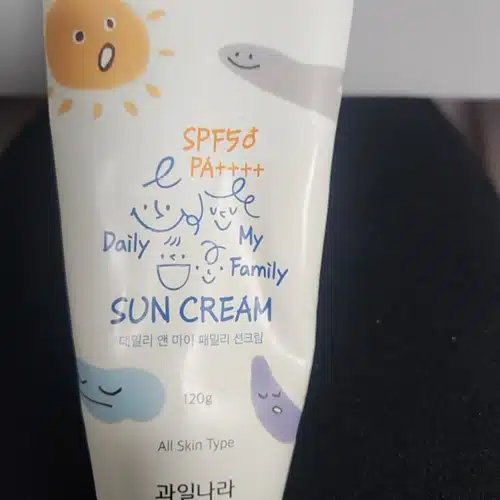 SPF50
PA++++
Daily My
Family
SUN CREAM
데일리 앤 마이 패밀리 선크림
120g
All Skin Type
과일나라